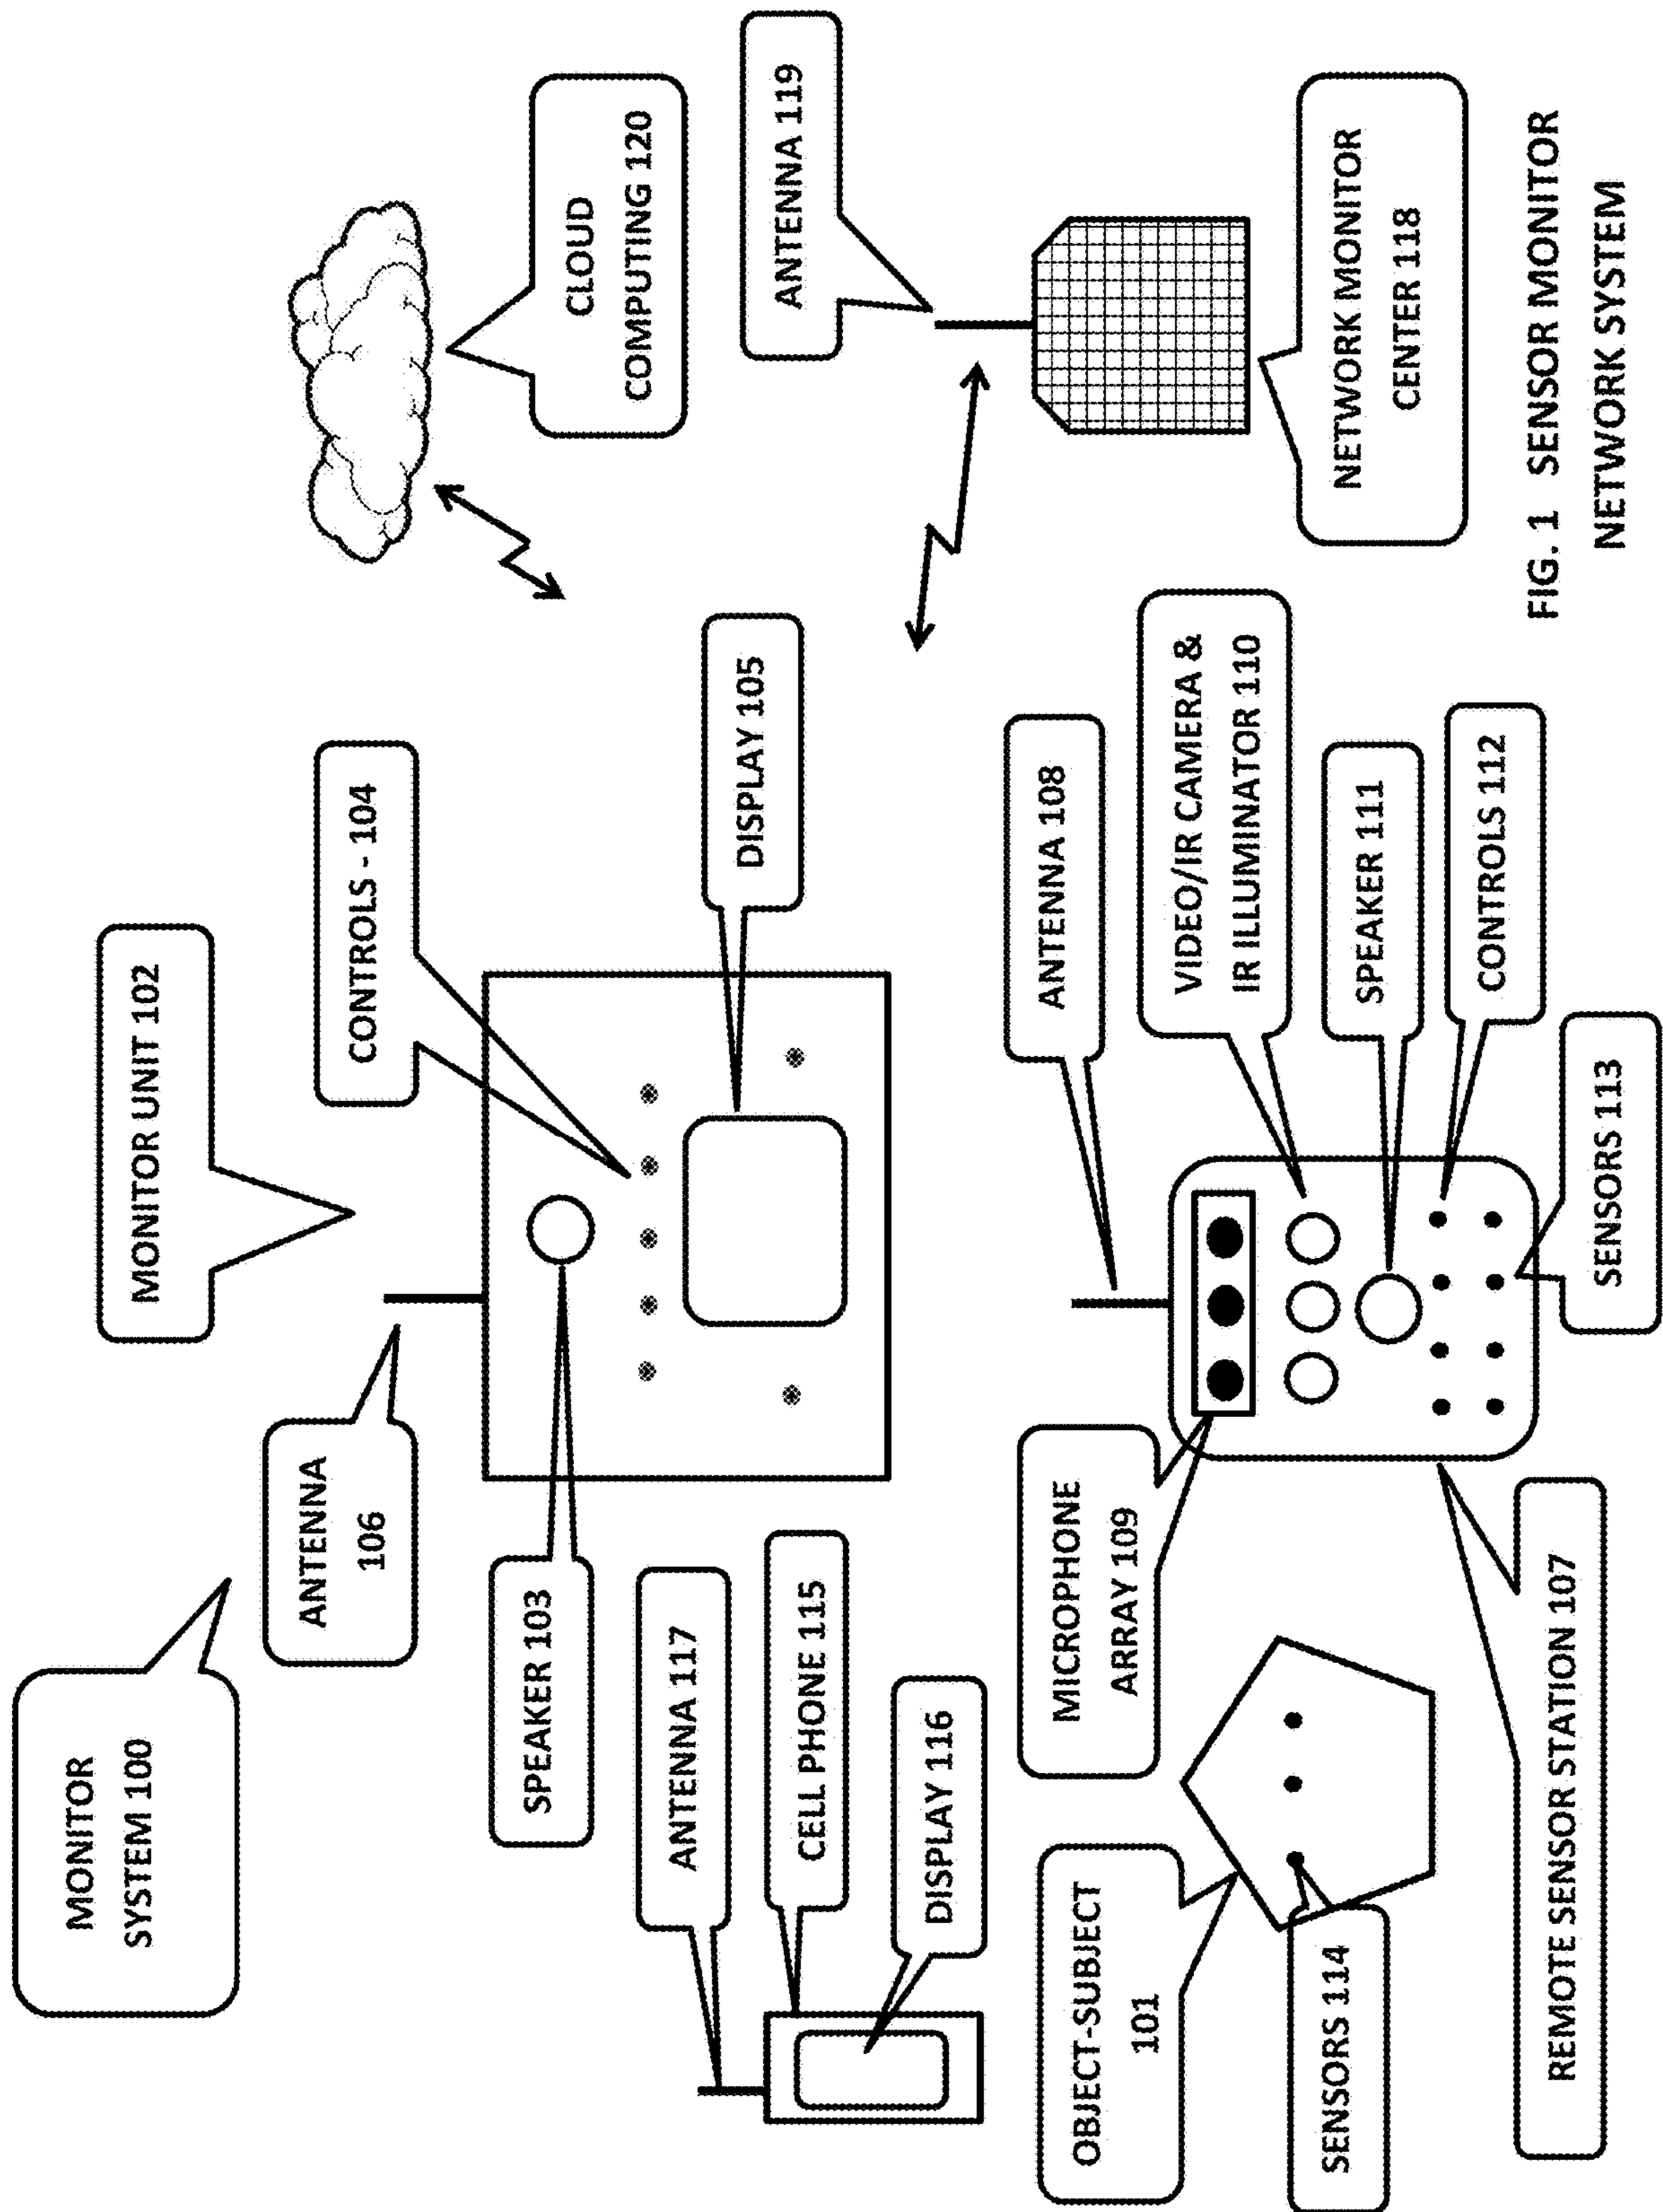 MONITOR
SYSTEM 100
MONITOR UNIT 102
ANTENNA
106
CONTROLS - 104
CLOUD
COMPUTING 120
SPEAKER 103
DISPLAY 105
ANTENNA 117
CELL PHONE 115
DISPLAY 116
ANTENNA 119
OBJECT-SUBJECT
101
MICROPHONE
ARRAY 109
ANTENNA 108
VIDEO/IR CAMERA &
IR ILLUMINATOR 110
SPEAKER 111
CONTROLS 112
SENSORS 114
SENSORS 113
REMOTE SENSOR STATION 107
NETWORK MONITOR
CENTER 118
FIG. 1 SENSOR MONITOR
NETWORK SYSTEM